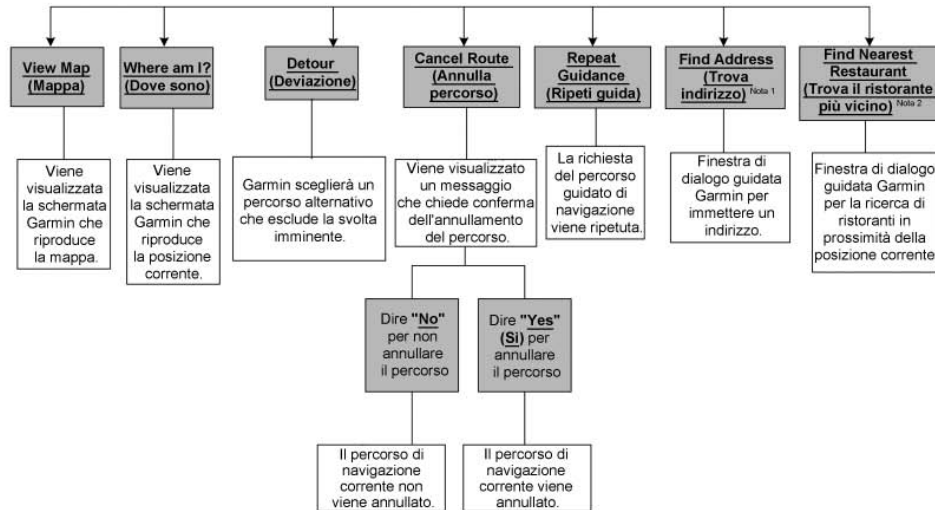 View Map
(Mappa)
Viene
visualizzata
la schermata
Garmin che
riproduce
la mappa.
Where am I?
(Dove sono)
Viene
visualizzata
la schermata
Garmin che
riproduce
la posizione
corrente.
Detour
(Deviazione)
Garmin sceglierà un
percorso alternativo
che esclude la svolta
imminente.
Cancel Route
(Annulla
percorso)
Viene visualizzato
un messaggio
che chiede conferma
dell'annullamento
del percorso.
Dire "No"
per non
annullare
il percorso
Il percorso di
navigazione
corrente non
viene annullato.
Dire "Yes"
(Sì) per
annullare
il percorso
Il percorso di
navigazione
corrente viene
annullato.
Repeat
Guidance
(Ripeti guida)
La richiesta
del percorso
guidato di
navigazione
viene ripetuta.
Find Address
(Trova
indirizzo) Nota 1
Finestra di
dialogo guidata
Garmin per
immettere un
indirizzo.
Find Nearest
Restaurant
(Trova il ristorante
più vicino) Nota 2
Finestra di dialogo
guidata Garmin
per la ricerca di
ristoranti in
prossimità della
posizione corrente.